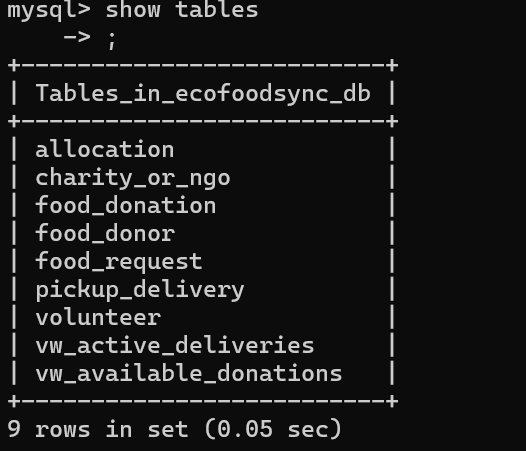 mysql> show tables
    -> ;
+--------------------------+
| Tables_in_ecofoodsync_db |
+--------------------------+
| allocation               |
| charity_or_ngo           |
| food_donation            |
| food_donor               |
| food_request             |
| pickup_delivery          |
| volunteer                |
| vw_active_deliveries     |
| vw_available_donations   |
+--------------------------+
9 rows in set (0.05 sec)